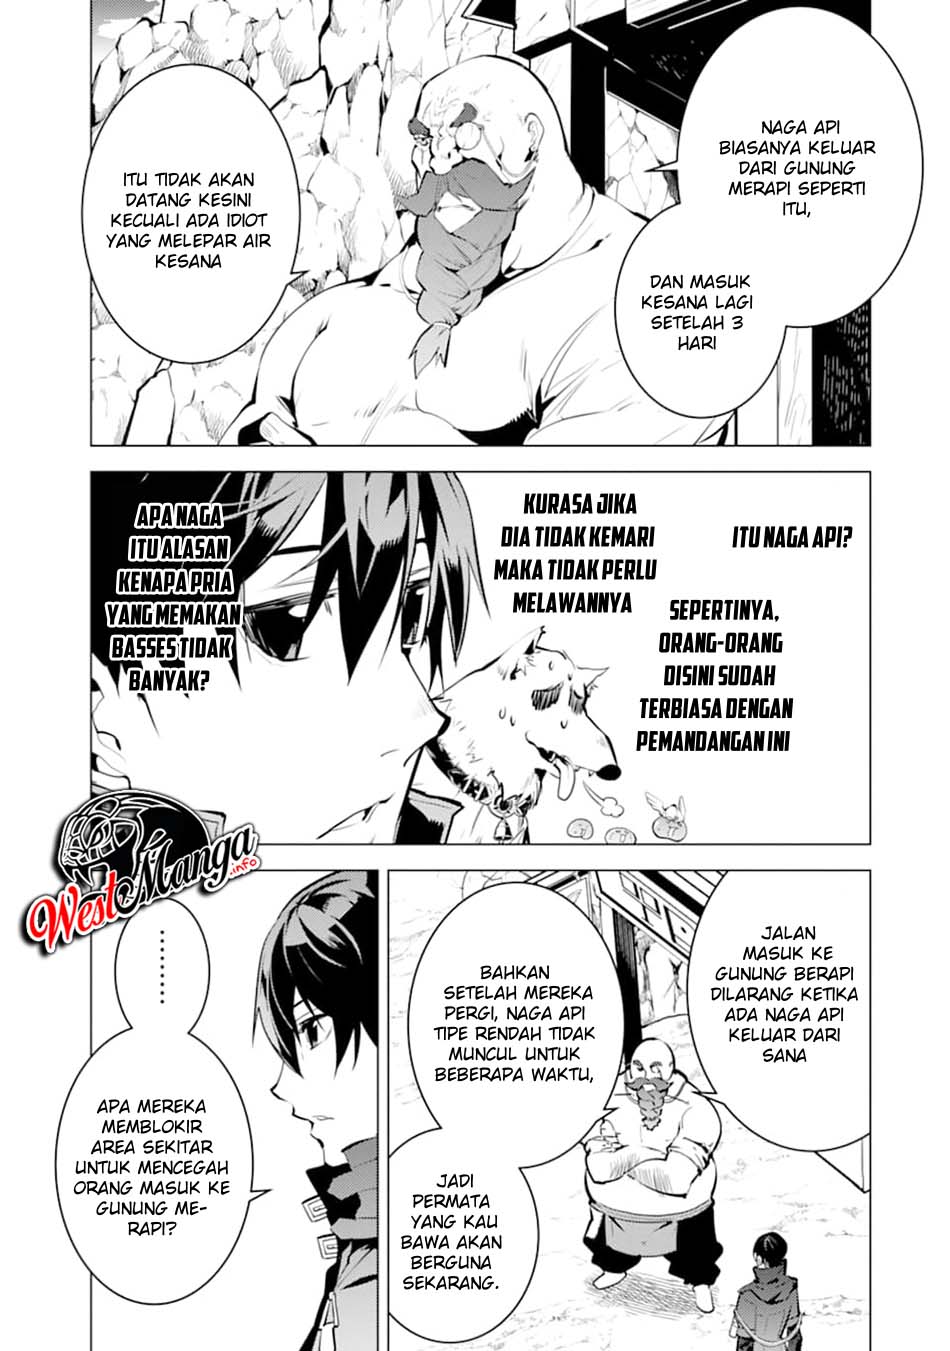 NAGA API
BIASANYA KELUAR
DARI GUNUNG
MERAPI SEPERTI
ITU,
DAN MASUK
KESANA LAGI
SETELAH 3
HARI
ITU TIDAK AKAN
DATANG KESINI
KECUALI ADA IDIOT
YANG MELEPAR AIR
KESANA
ITU NAGA API?
SEPERTINYA,
ORANG-ORANG
DISINI SUDAH
TERBIASA DENGAN
PEMANDANGAN INI
KURASA JIKA
DIA TIDAK KEMARI
MAKA TIDAK PERLU
MELAWANNYA
APA NAGA
ITU ALASAN
KENAPA PRIA
YANG MEMAKAN
BASSES TIDAK
BANYAK?
WestManga
.info
JALAN
MASUK KE
GUNUNG BERAPI
DILARANG KETIKA
ADA NAGA API
KELUAR DARI
SANA
BAHKAN
SETELAH MEREKA
PERGI, NAGA API
TIPE RENDAH TIDAK
MUNCUL UNTUK
BEBERAPA WAKTU,
JADI
PERMATA
YANG KAU
BAWA AKAN
BERGUNA
SEKARANG.
.........
APA MEREKA
MEMBLOKIR
AREA SEKITAR
UNTUK MENCEGAH
ORANG MASUK KE
GUNUNG ME-
RAPI?